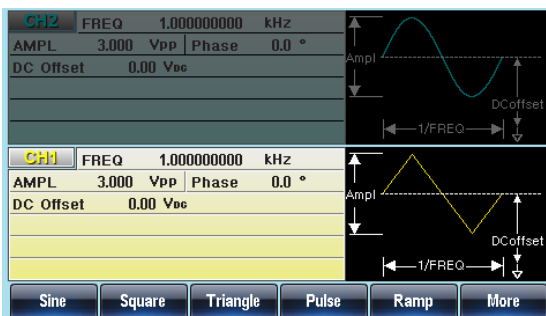 CH2 FREQ 1.000000000 kHz
AMPL 3.000 Vpp Phase 0.0 °
DC Offset 0.00 VDC
Ampl
DCoffset
1/FREQ
CH1 FREQ 1.000000000 kHz
AMPL 3.000 Vpp Phase 0.0 °
DC Offset 0.00 VDC
Ampl
DCoffset
1/FREQ
Sine Square Triangle Pulse Ramp More